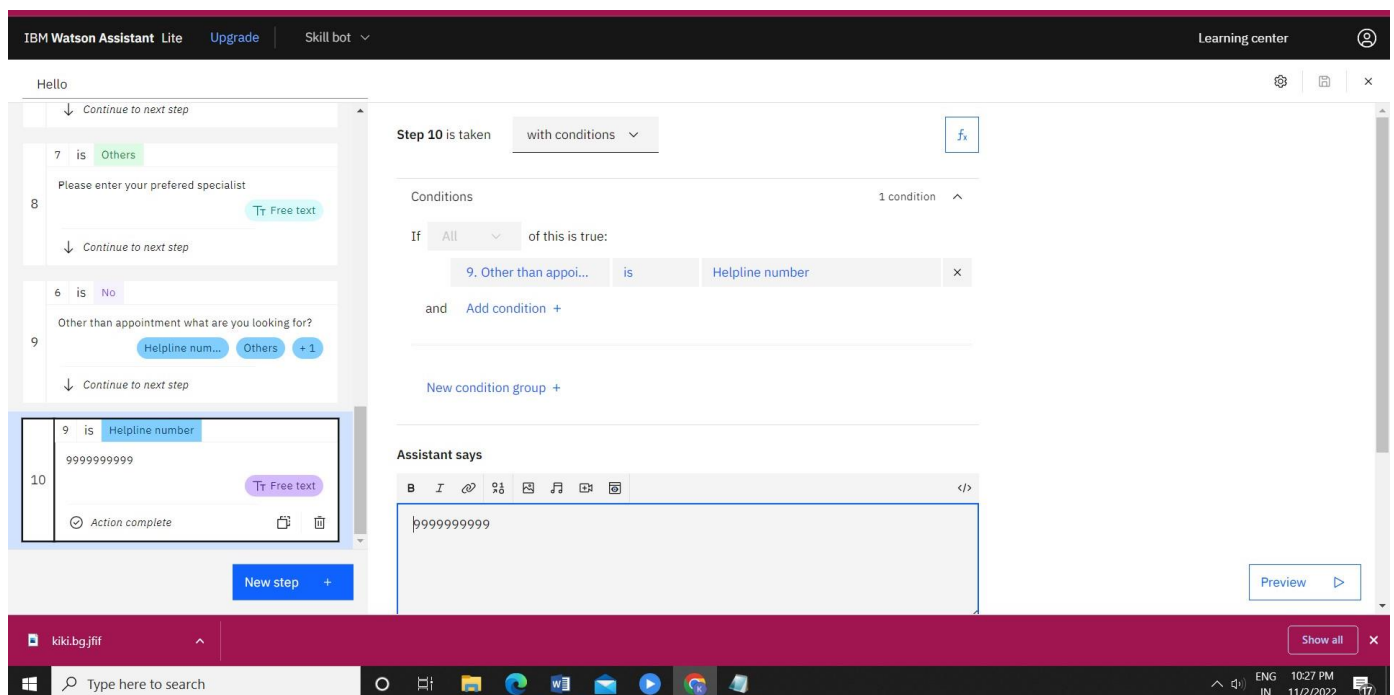 IBM Watson Assistant Lite Upgrade Skill bot Learning center
Hello
Continue to next step
7 is Others
8
Please enter your prefered specialist
Free text
Continue to next step
6 is No
9
Other than appointment what are you looking for?
Helpline num... Others + 1
Continue to next step
9 is Helpline number
10
9999999999
Free text
Action complete
New step +
Step 10 is taken with conditions fx
Conditions 1 condition
If All of this is true:
9. Other than appoi... is Helpline number ×
and Add condition +
New condition group +
Assistant says
B I </>
9999999999
Preview
kiki.bg.jfif Show all ×
Type here to search ENG 10:27 PM
IN 11/2/2022 17